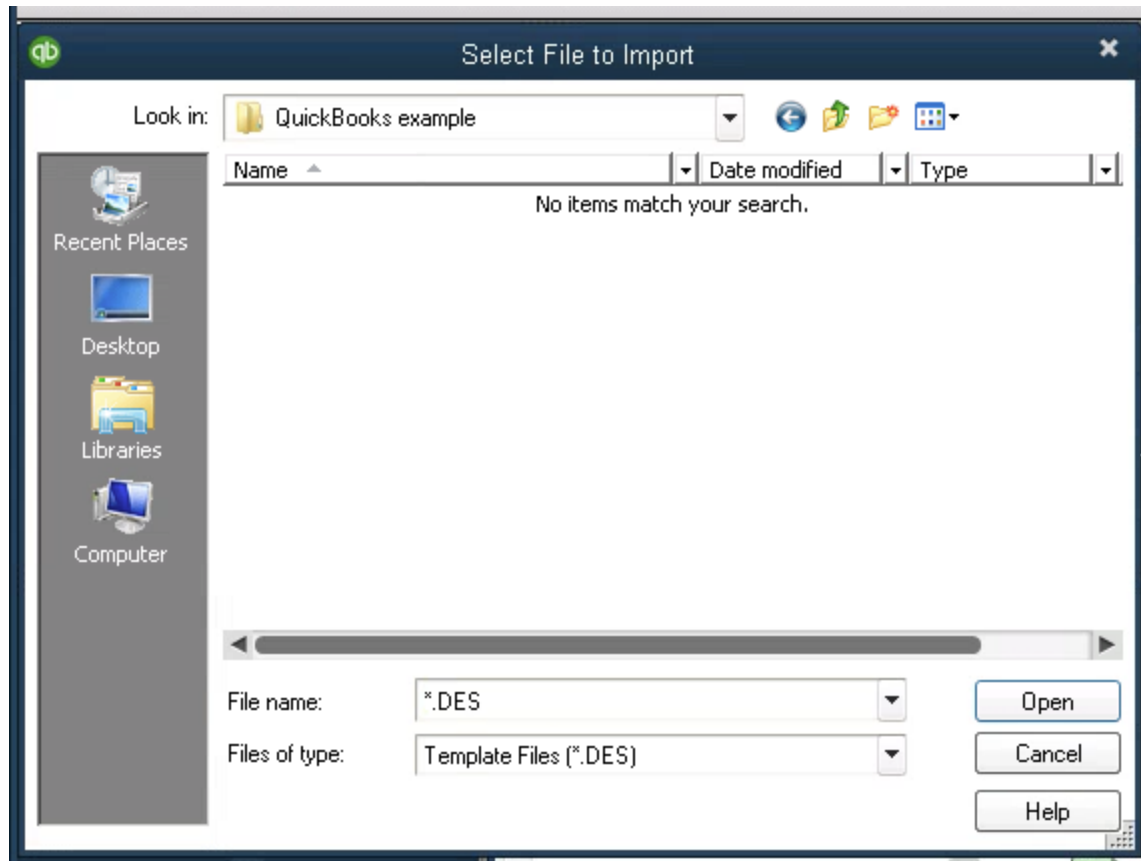 qb
Select File to Import
Look in:
QuickBooks example
Name
Date modified
Type
No items match your search.
Recent Places
Desktop
Libraries
Computer
File name:
*.DES
Open
Files of type:
Template Files (*.DES)
Cancel
Help